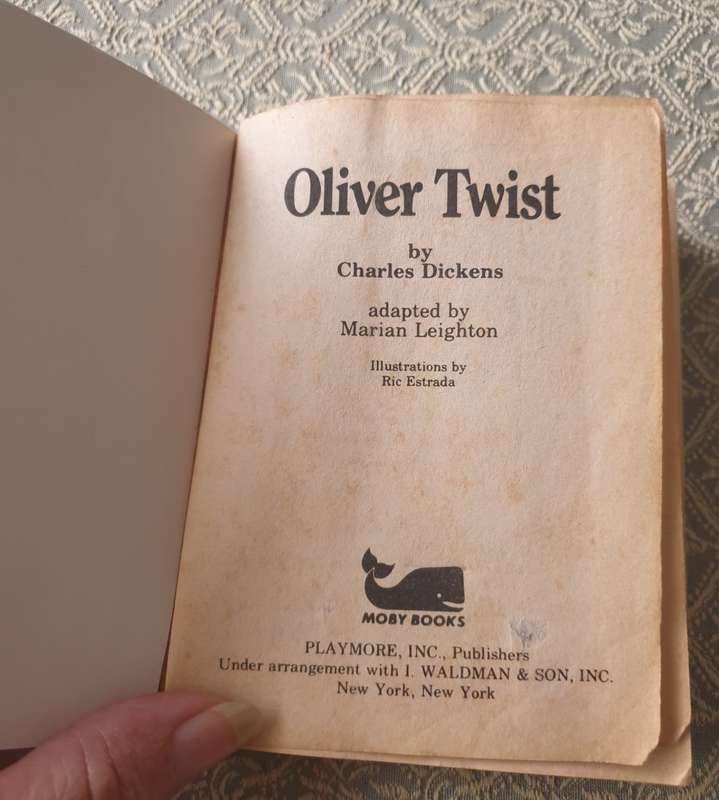 Oliver Twist
by
Charles Dickens
adapted by
Marian Leighton
Illustrations by
Ric Estrada
MOBY BOOKS
PLAYMORE, INC., Publishers
Under arrangement with I. WALDMAN & SON, INC.
New York, New York